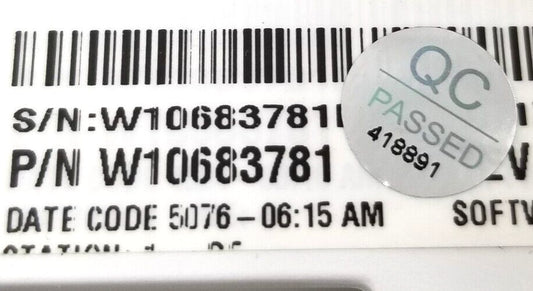 S/N:W10683781
P/N W10683781
QC
PASSED
418891
DATE CODE 5076-06:15 AM